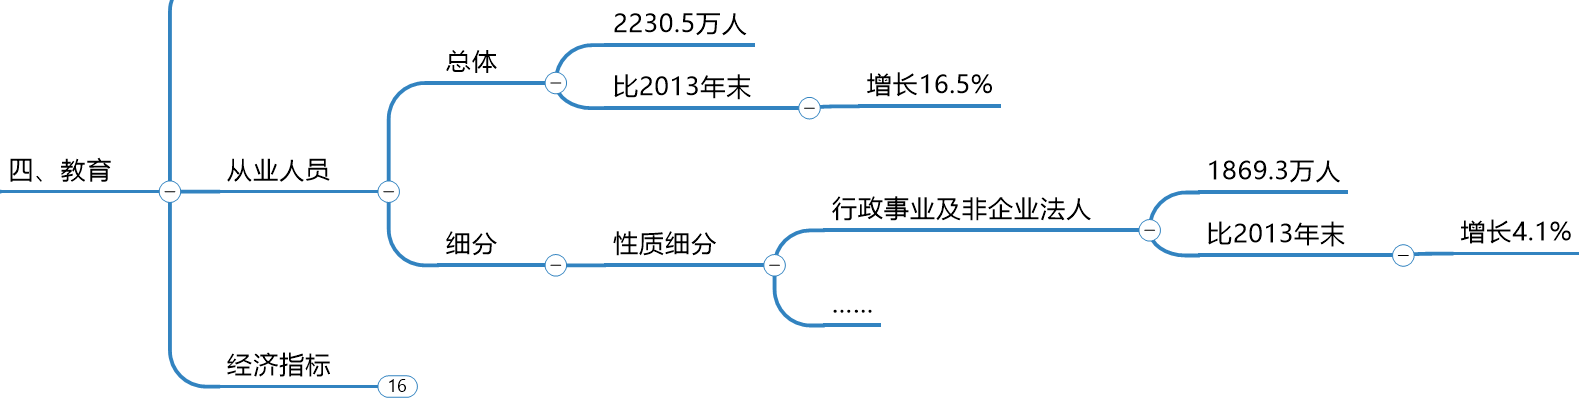 四、教育
从业人员
总体
2230.5万人
比2013年末
增长16.5%
细分
性质细分
行政事业及非企业法人
1869.3万人
比2013年末
增长4.1%
……
经济指标
16